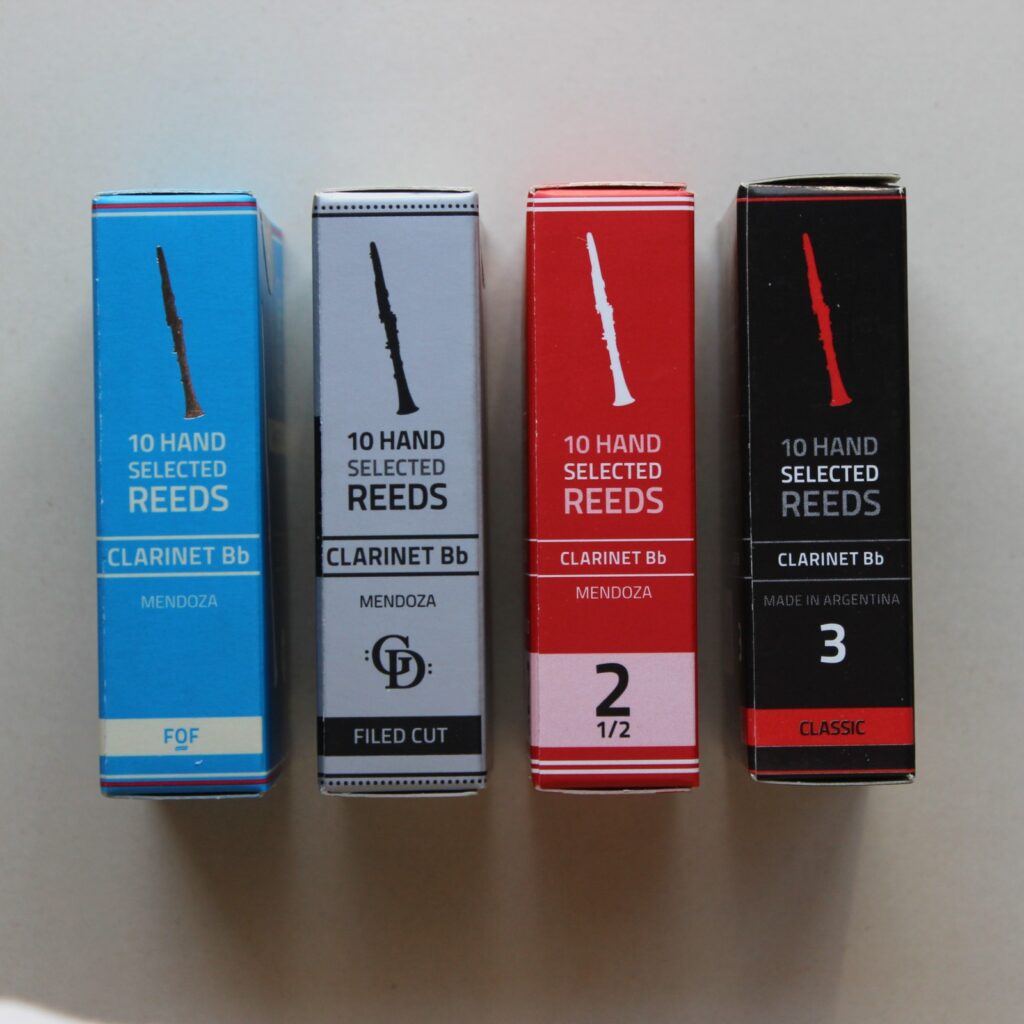 10 HAND
SELECTED
REEDS
CLARINET Bb
MENDOZA
FOF
10 HAND
SELECTED
REEDS
CLARINET Bb
MENDOZA
:GD:
FILED CUT
10 HAND
SELECTED
REEDS
CLARINET Bb
MENDOZA
2
1/2
10 HAND
SELECTED
REEDS
CLARINET Bb
MADE IN ARGENTINA
3
CLASSIC